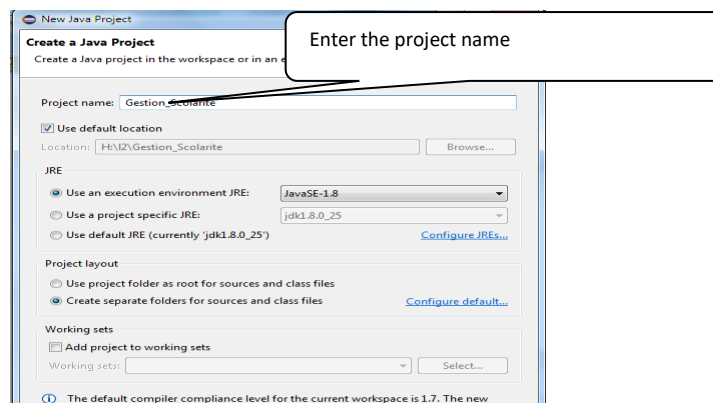 New Java Project
Create a Java Project
Create a Java project in the workspace or in an
Enter the project name
Project name: Gestion_Scolarite
Use default location
Location: H:\I2\Gestion_Scolarite Browse...
JRE
Use an execution environment JRE: JavaSE-1.8
Use a project specific JRE: jdk1.8.0_25
Use default JRE (currently 'jdk1.8.0_25') Configure JREs...
Project layout
Use project folder as root for sources and class files
Create separate folders for sources and class files Configure default...
Working sets
Add project to working sets
Working sets: Select...
The default compiler compliance level for the current workspace is 1.7. The new